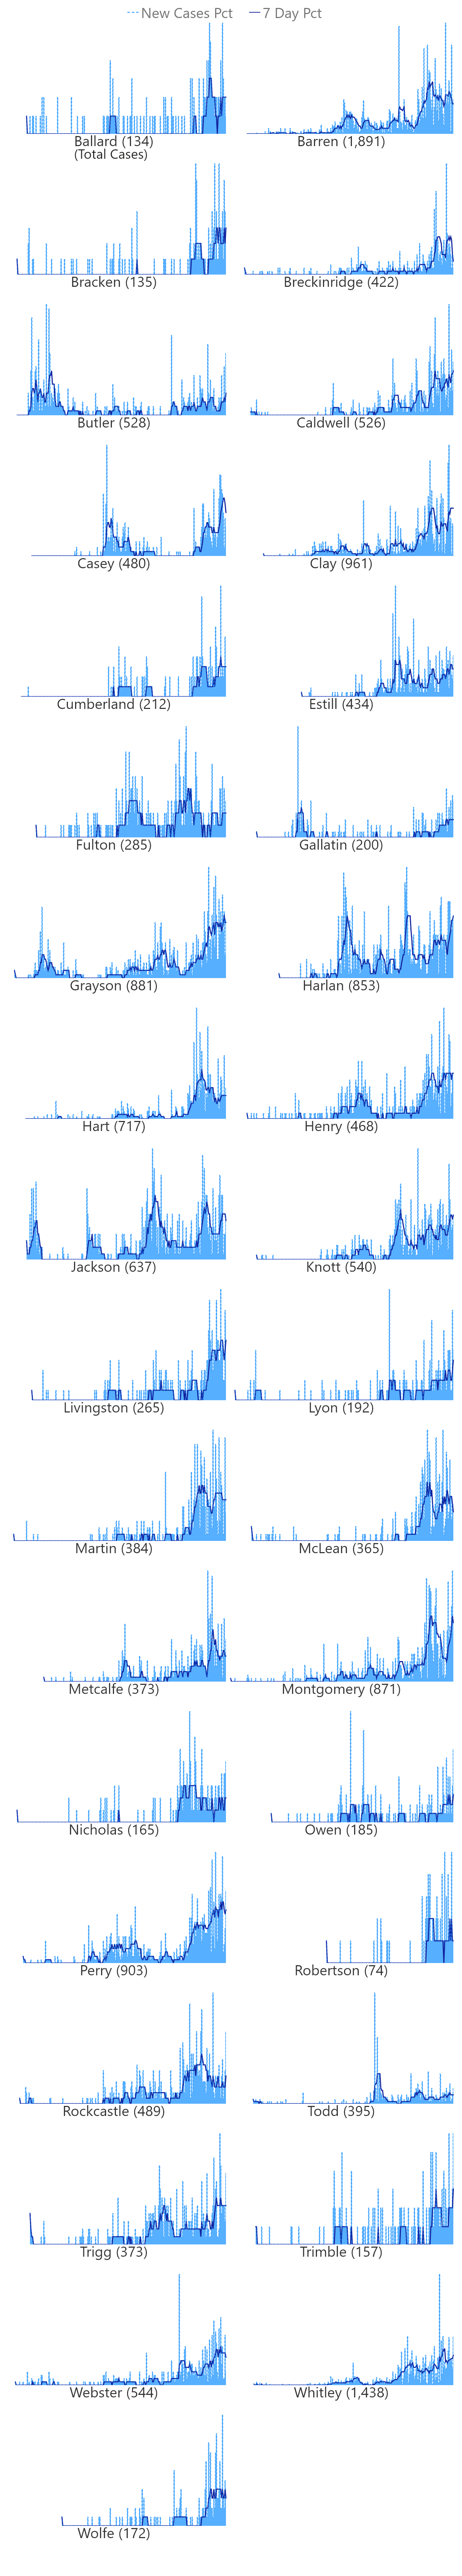 New Cases Pct 7 Day Pct
Ballard (134) Barren (1,891)
(Total Cases)
Bracken (135) Breckinridge (422)
Butler (528) Caldwell (526)
Casey (480) Clay (961)
Cumberland (212) Estill (434)
Fulton (285) Gallatin (200)
Grayson (881) Harlan (853)
Hart (717) Henry (468)
Jackson (637) Knott (540)
Livingston (265) Lyon (192)
Martin (384) McLean (365)
Metcalfe (373) Montgomery (871)
Nicholas (165) Owen (185)
Perry (903) Robertson (74)
Rockcastle (489) Todd (395)
Trigg (373) Trimble (157)
Webster (544) Whitley (1,438)
Wolfe (172)